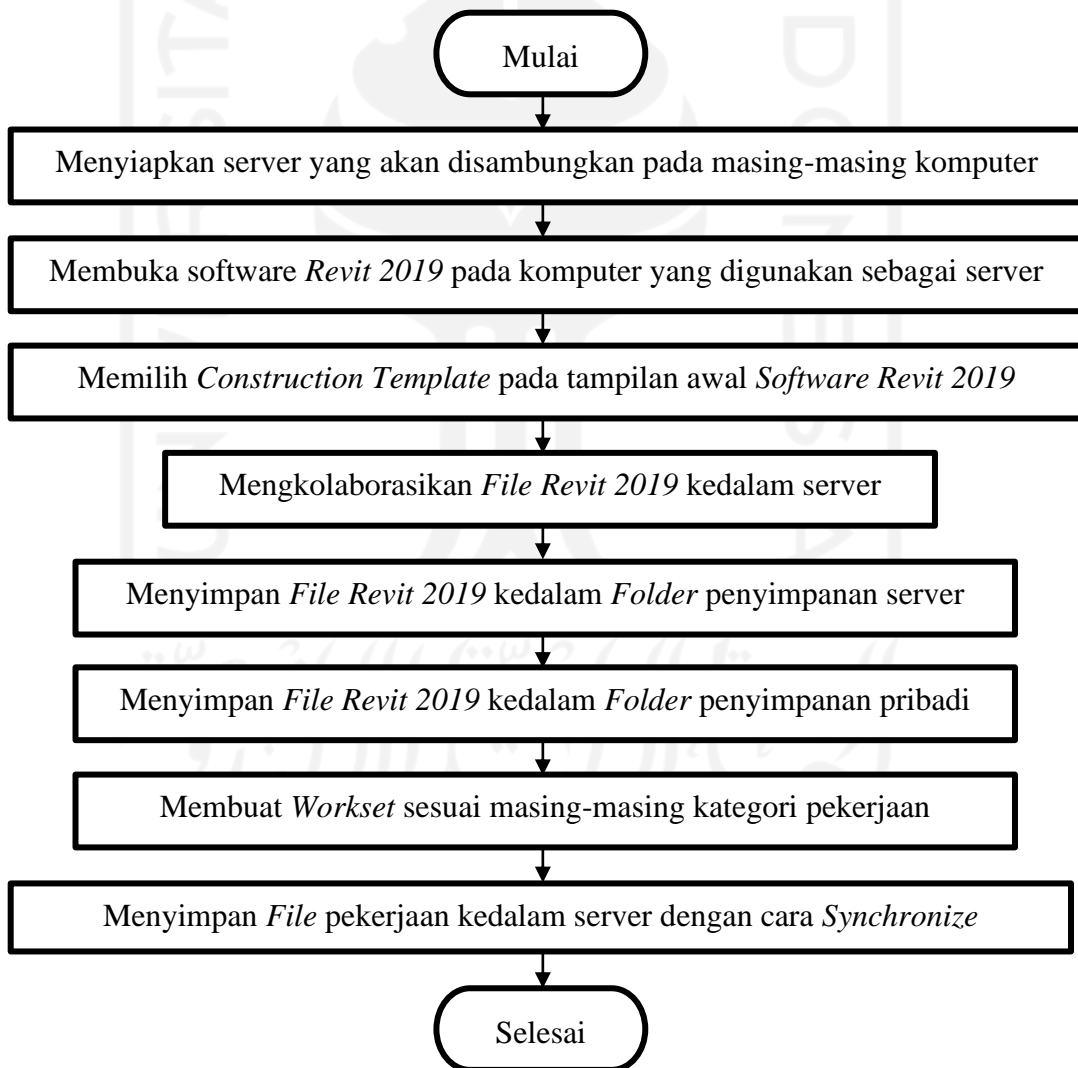 Mulai
Menyiapkan server yang akan disambungkan pada masing-masing komputer
Membuka software Revit 2019 pada komputer yang digunakan sebagai server
Memilih Construction Template pada tampilan awal Software Revit 2019
Mengkolaborasikan File Revit 2019 kedalam server
Menyimpan File Revit 2019 kedalam Folder penyimpanan server
Menyimpan File Revit 2019 kedalam Folder penyimpanan pribadi
Membuat Workset sesuai masing-masing kategori pekerjaan
Menyimpan File pekerjaan kedalam server dengan cara Synchronize
Selesai